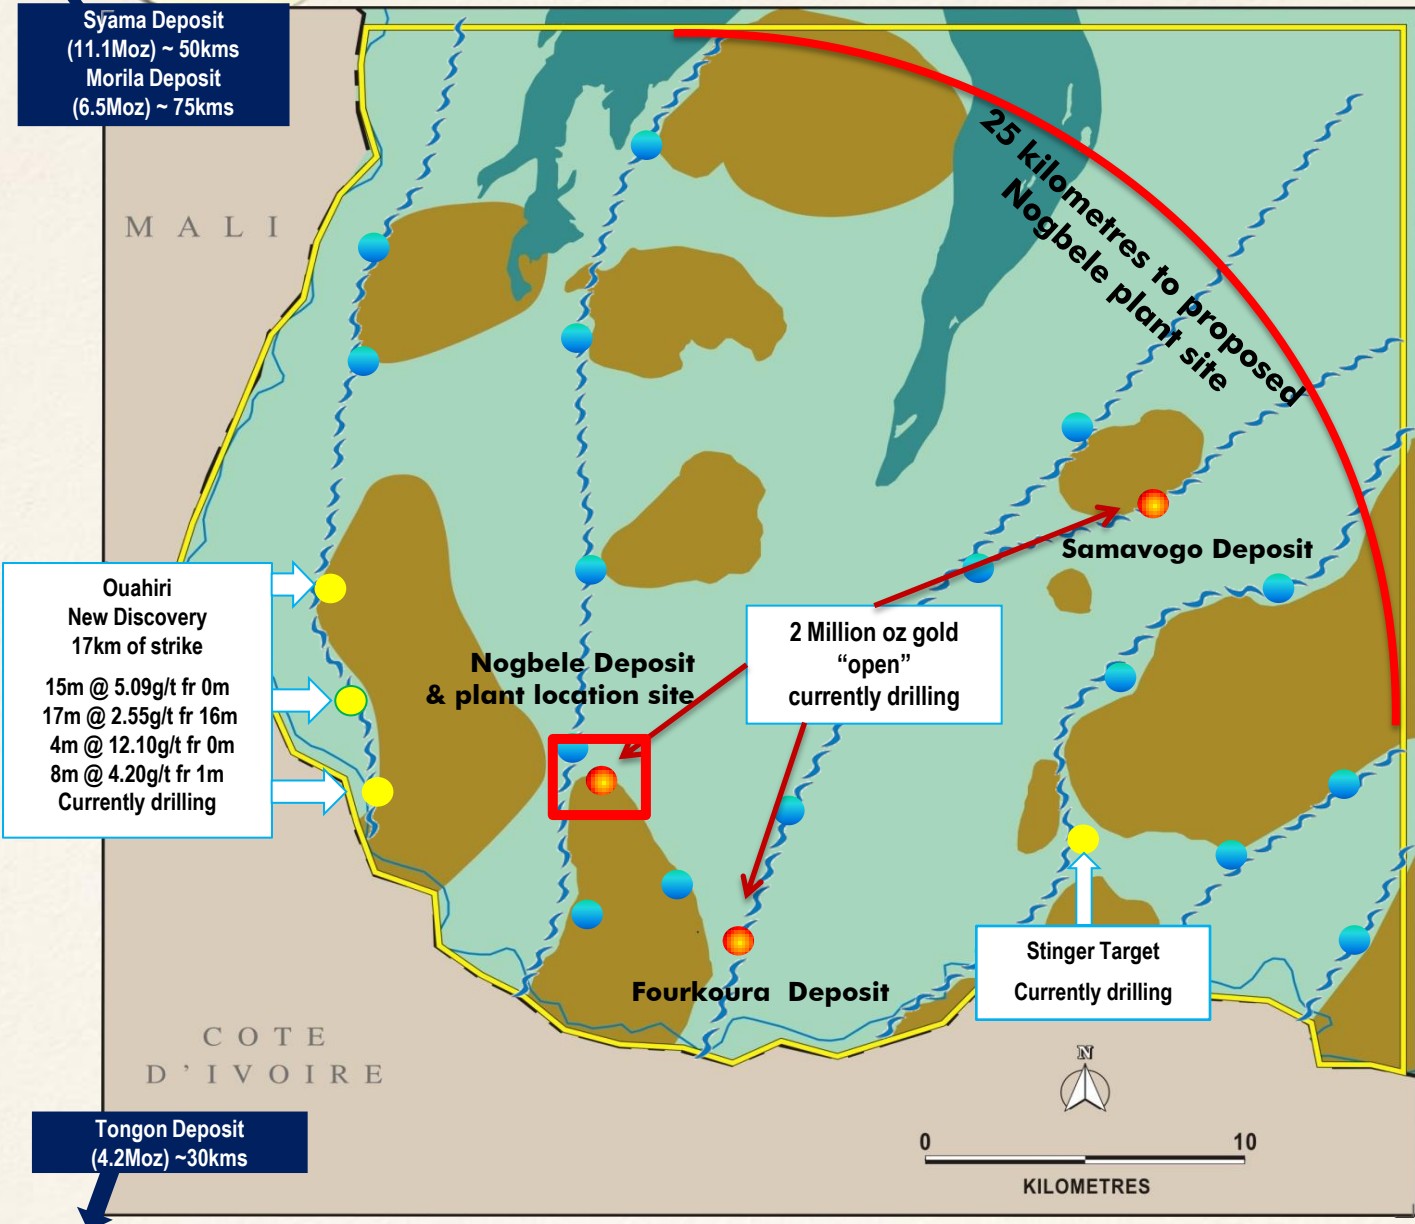 Syama Deposit
(11.1Moz) ~ 50kms
Morila Deposit
(6.5Moz) ~ 75kms
MALI
25 kilometres to proposed
Nogbele plant site
Samavogo Deposit
Ouahiri
New Discovery
17km of strike
15m @ 5.09g/t fr 0m
17m @ 2.55g/t fr 16m
4m @ 12.10g/t fr 0m
8m @ 4.20g/t fr 1m
Currently drilling
2 Million oz gold
“open”
currently drilling
Nogbele Deposit
& plant location site
Fourkoura Deposit
Stinger Target
Currently drilling
COTE
D'IVOIRE
N
0 10
KILOMETRES
Tongon Deposit
(4.2Moz) ~30kms